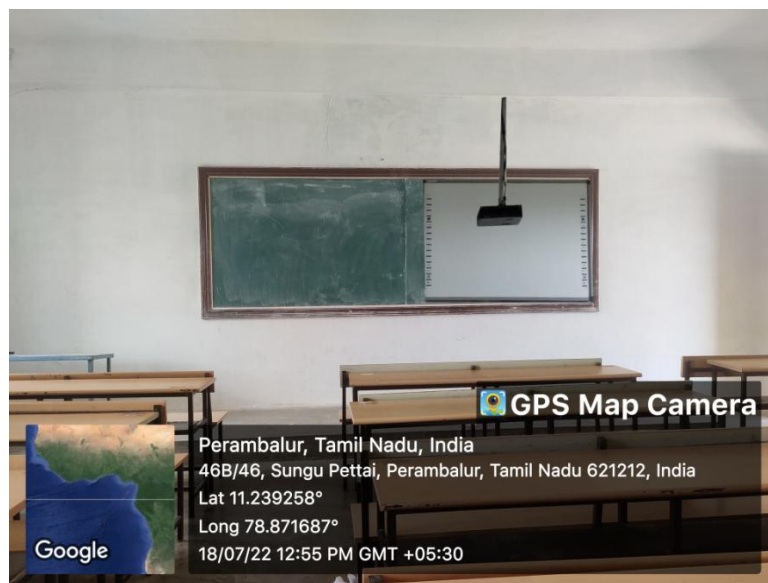 GPS Map Camera
Perambalur, Tamil Nadu, India
46B/46, Sungu Pettai, Perambalur, Tamil Nadu 621212, India
Lat 11.239258°
Long 78.871687°
18/07/22 12:55 PM GMT +05:30
Google